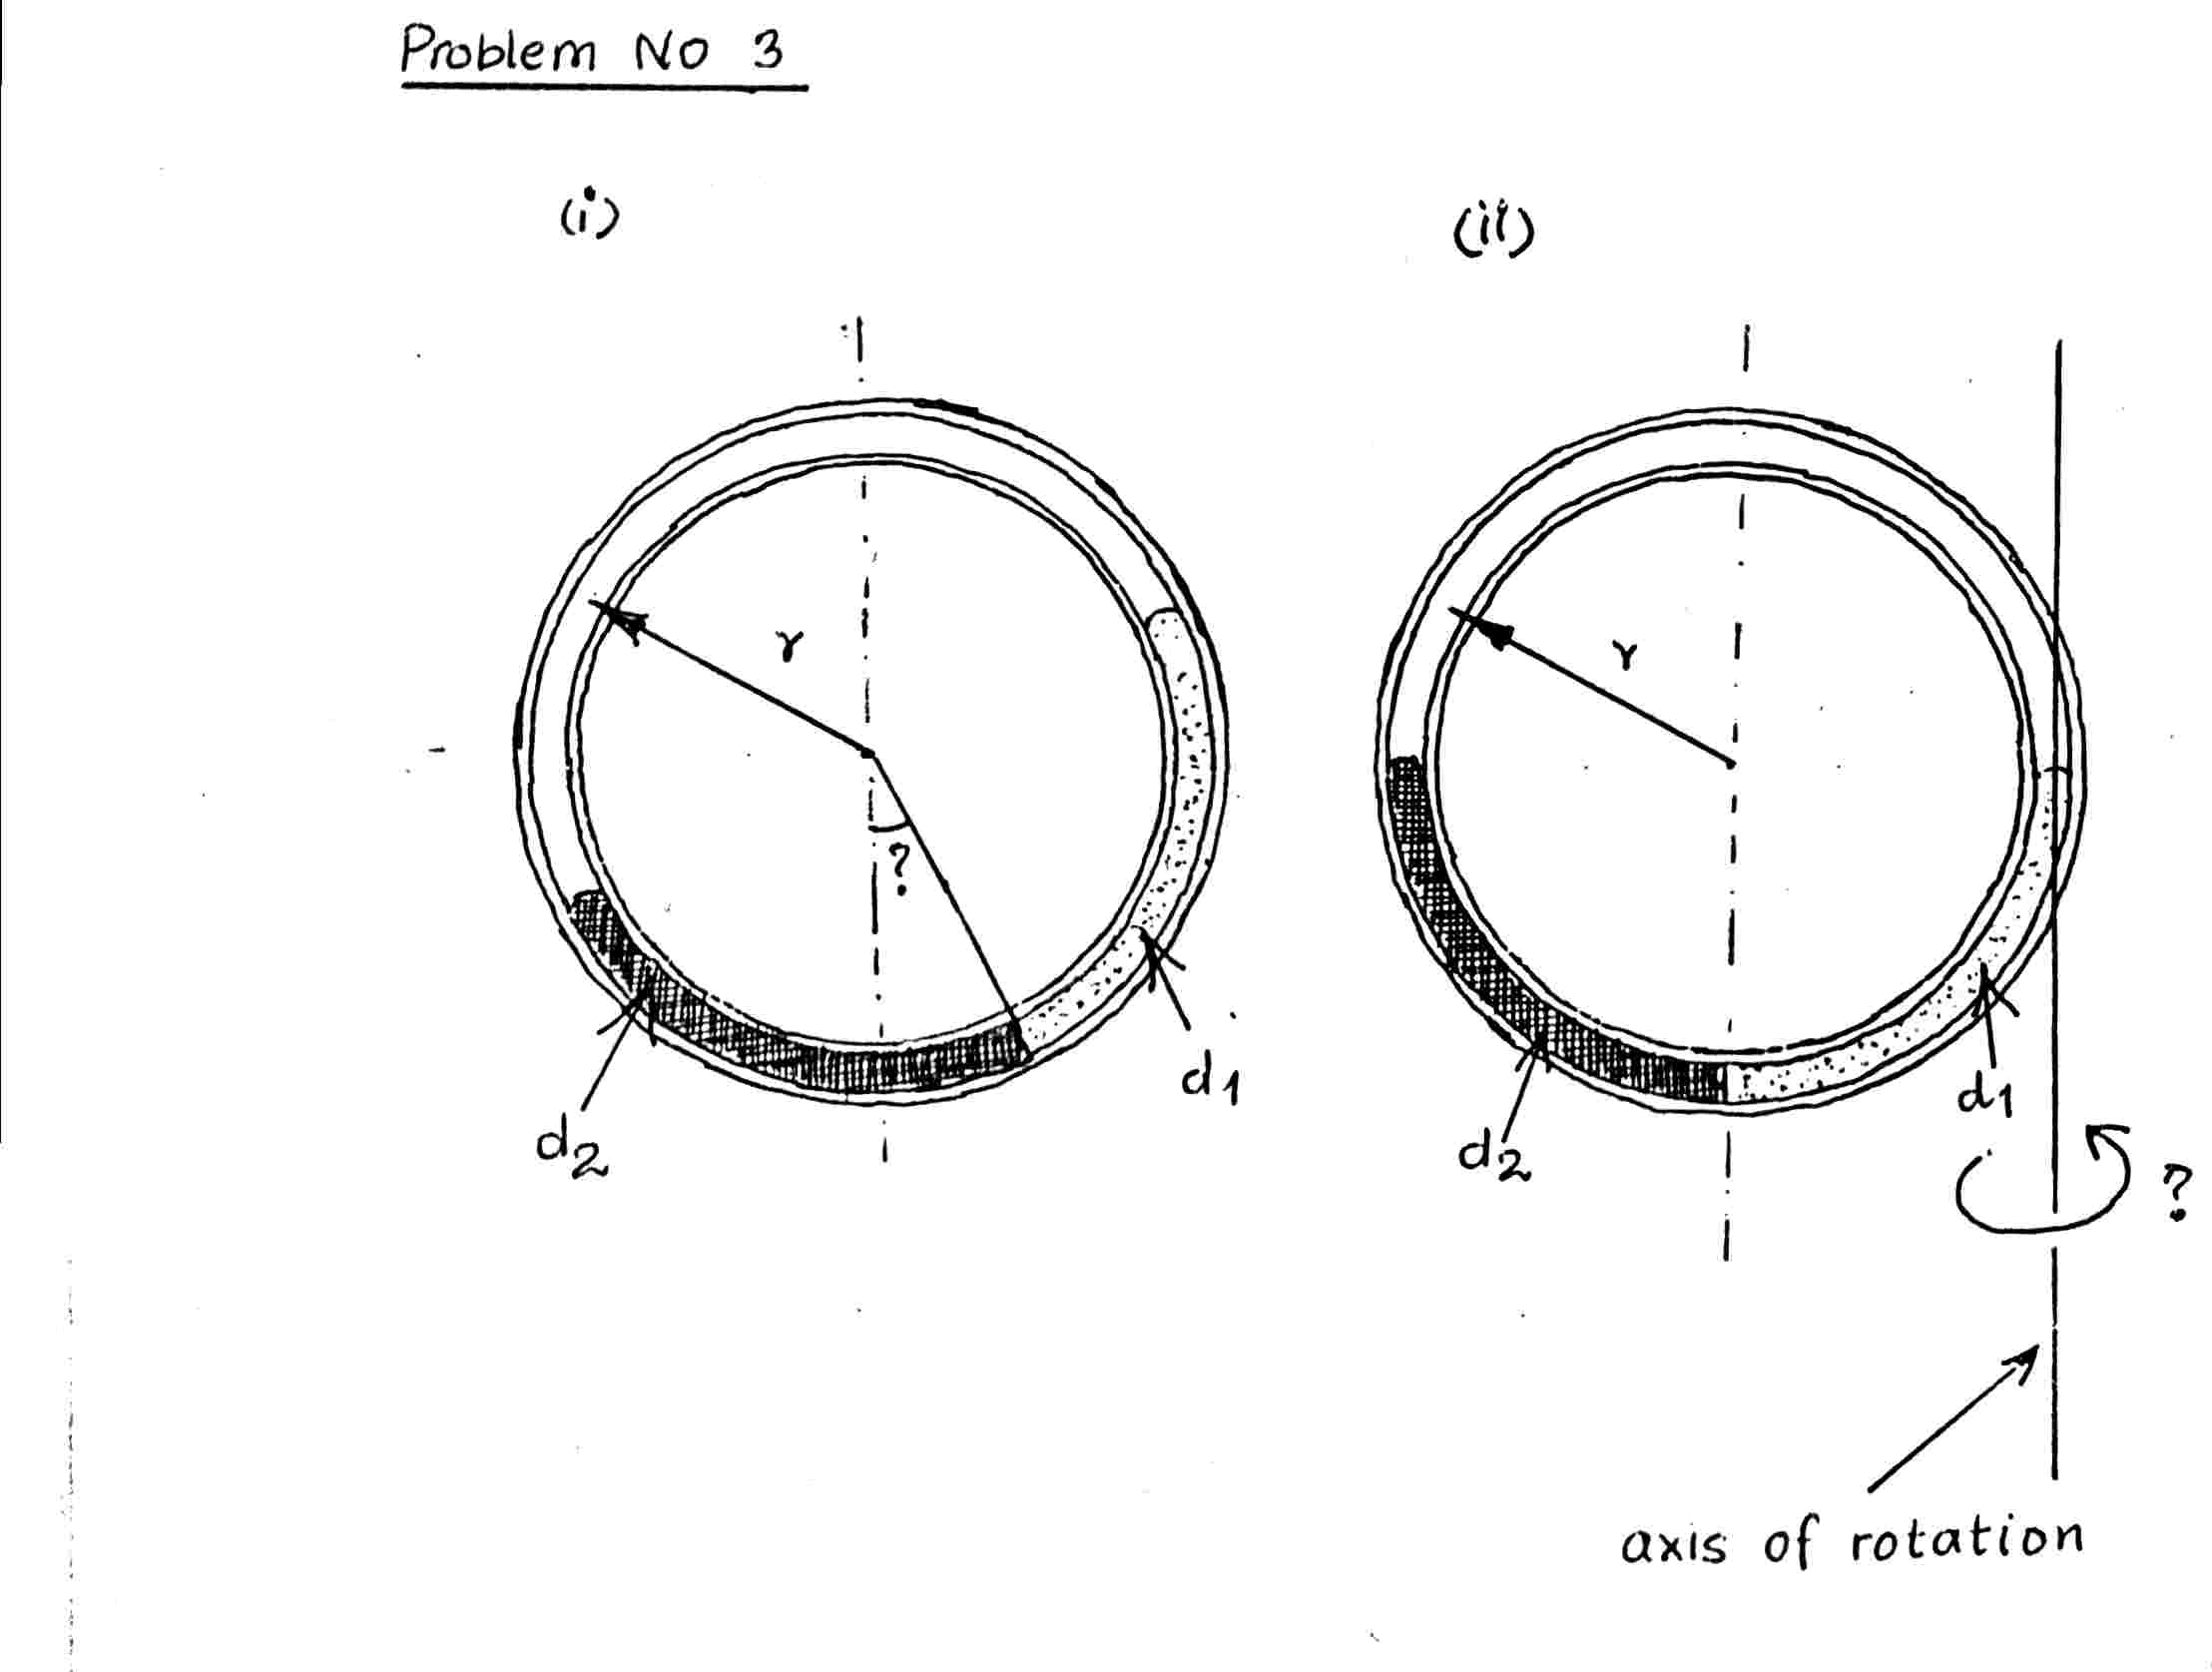 Problem No 3
(i)
(ii)
r
r
?
d1
d2
d1
d2
?
axis of rotation